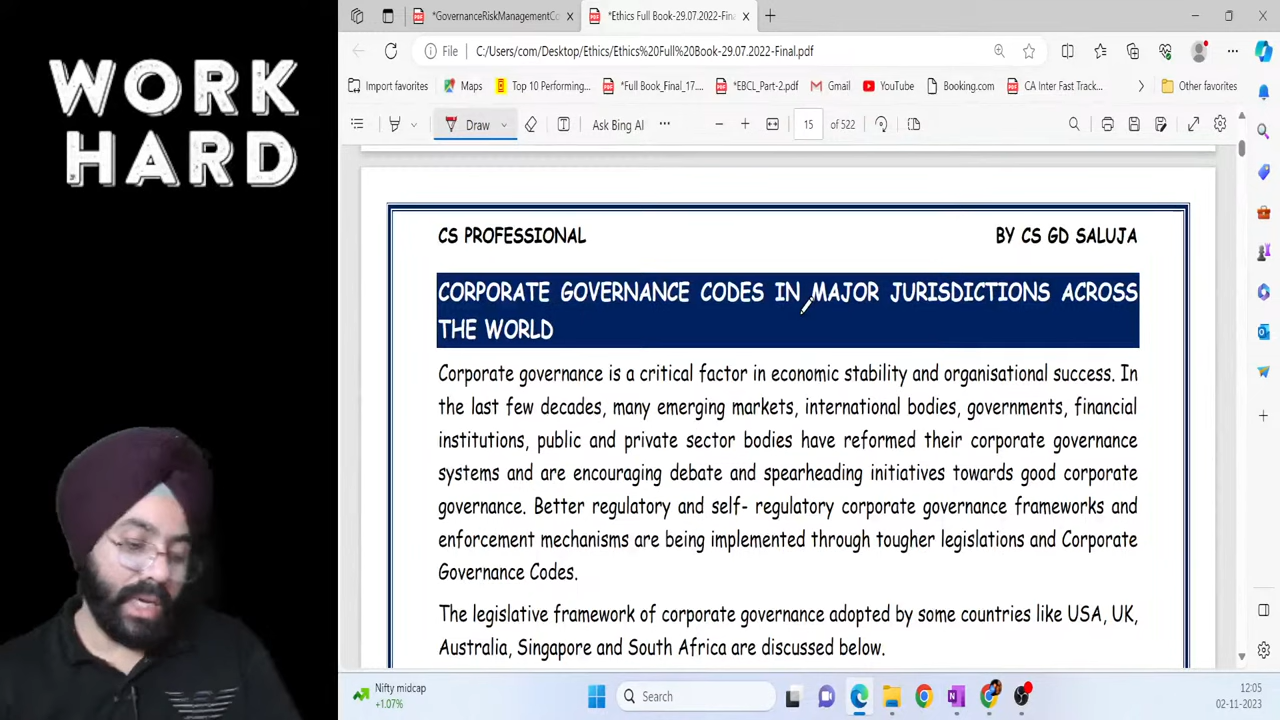 WORK
HARD
*GovernanceRiskManagementCo
*Ethics Full Book-29.07.2022-Fina
File
C:/Users/com/Desktop/Ethics/Ethics%20Full%20Book-29.07.2022-Final.pdf
Import favorites
Maps
Top 10 Performing...
*Full Book_Final_17...
*EBCL_Part 2.pdf
Gmail
YouTube
Booking.com
CA Inter Fast Track...
Other favorites
Draw
Ask Bing AI
15 of 522
CS PROFESSIONAL BY CS GD SALUJA
CORPORATE GOVERNANCE CODES IN MAJOR JURISDICTIONS ACROSS
THE WORLD
Corporate governance is a critical factor in economic stability and organisational success. In
the last few decades, many emerging markets, international bodies, governments, financial
institutions, public and private sector bodies have reformed their corporate governance
systems and are encouraging debate and spearheading initiatives towards good corporate
governance. Better regulatory and self- regulatory corporate governance frameworks and
enforcement mechanisms are being implemented through tougher legislations and Corporate
Governance Codes.
The legislative framework of corporate governance adopted by some countries like USA, UK,
Australia, Singapore and South Africa are discussed below.
Nifty midcap
+1.07%
Search
12:05
02-11-2023